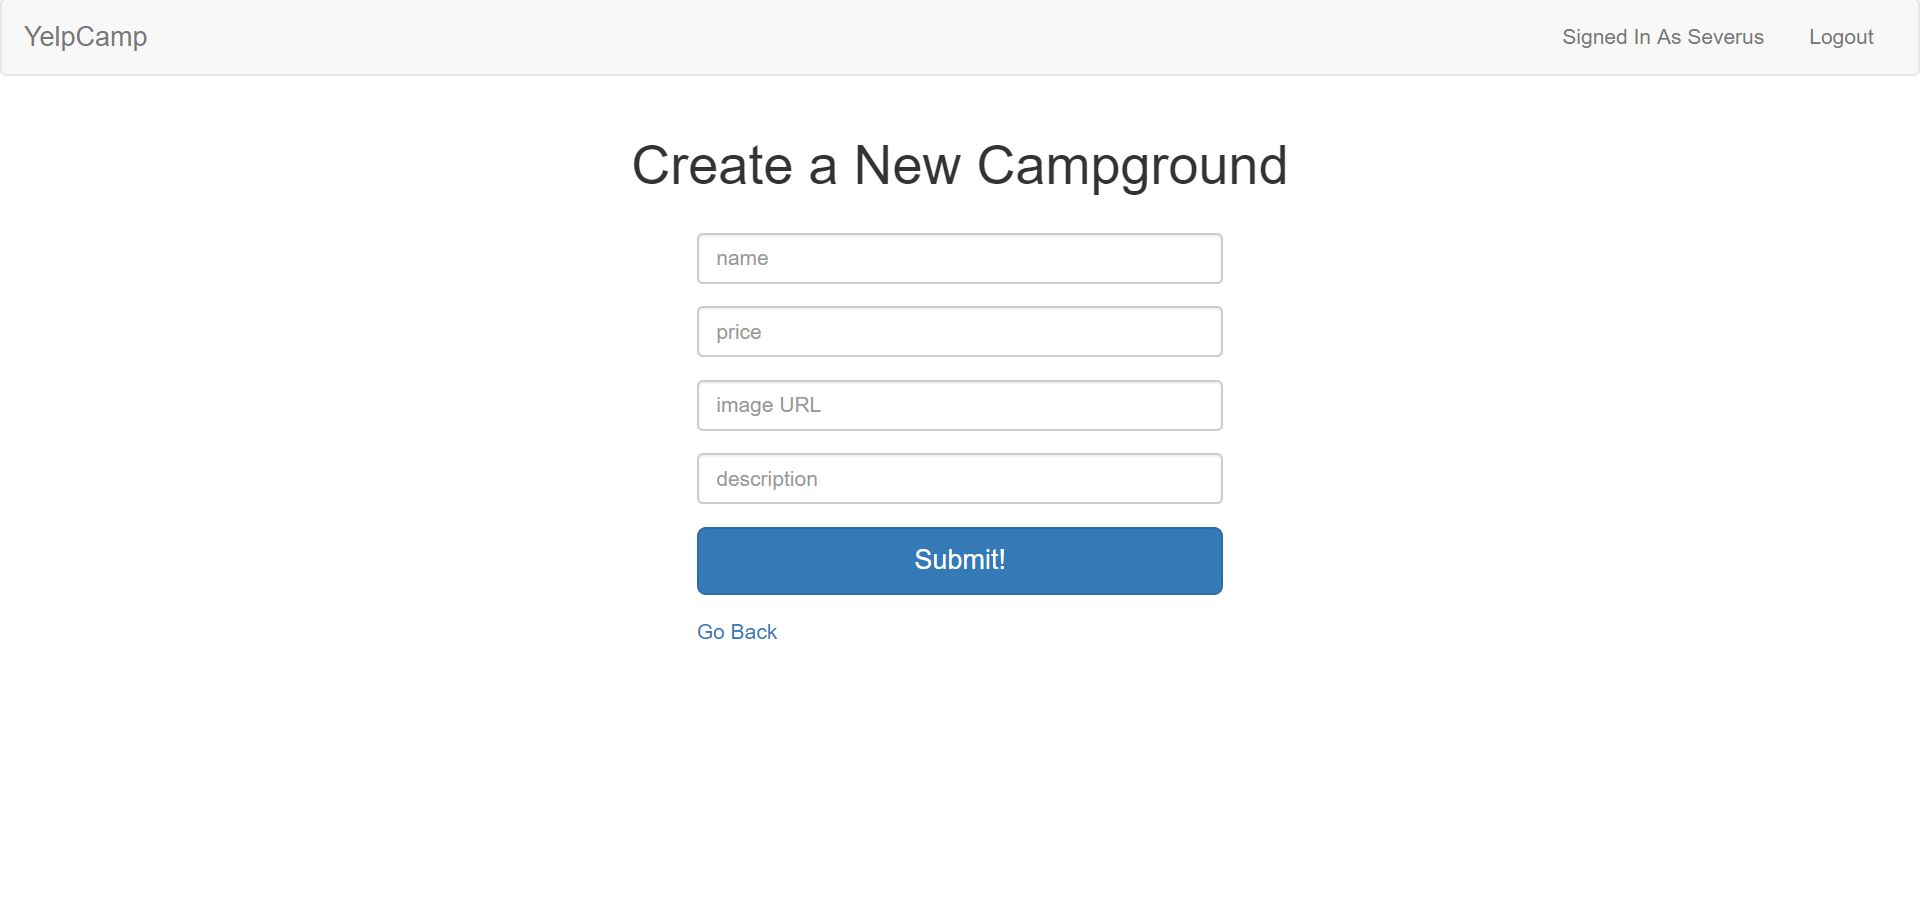 YelpCamp Signed In As Severus Logout
Create a New Campground
name
price
image URL
description
Submit!
Go Back